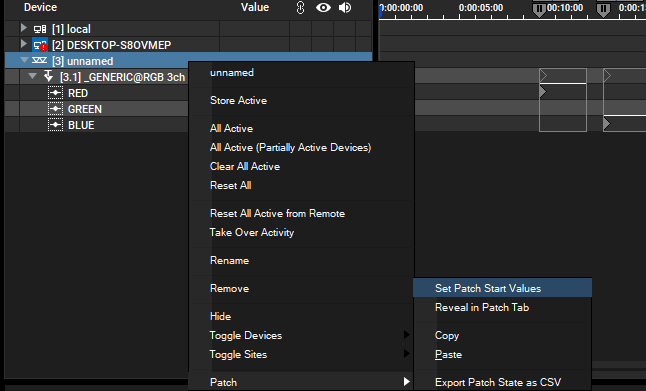 Device Value 0:00:00:00 0:00:05:00 0:00:10:00 0:00:1
[1] local
[2] DESKTOP-S8OVMEP
[3] unnamed
[3.1] _GENERIC@RGB 3ch
RED
GREEN
BLUE
unnamed
Store Active
All Active
All Active (Partially Active Devices)
Clear All Active
Reset All
Reset All Active from Remote
Take Over Activity
Rename
Remove
Hide
Toggle Devices
Toggle Sites
Patch
Set Patch Start Values
Reveal in Patch Tab
Copy
Paste
Export Patch State as CSV